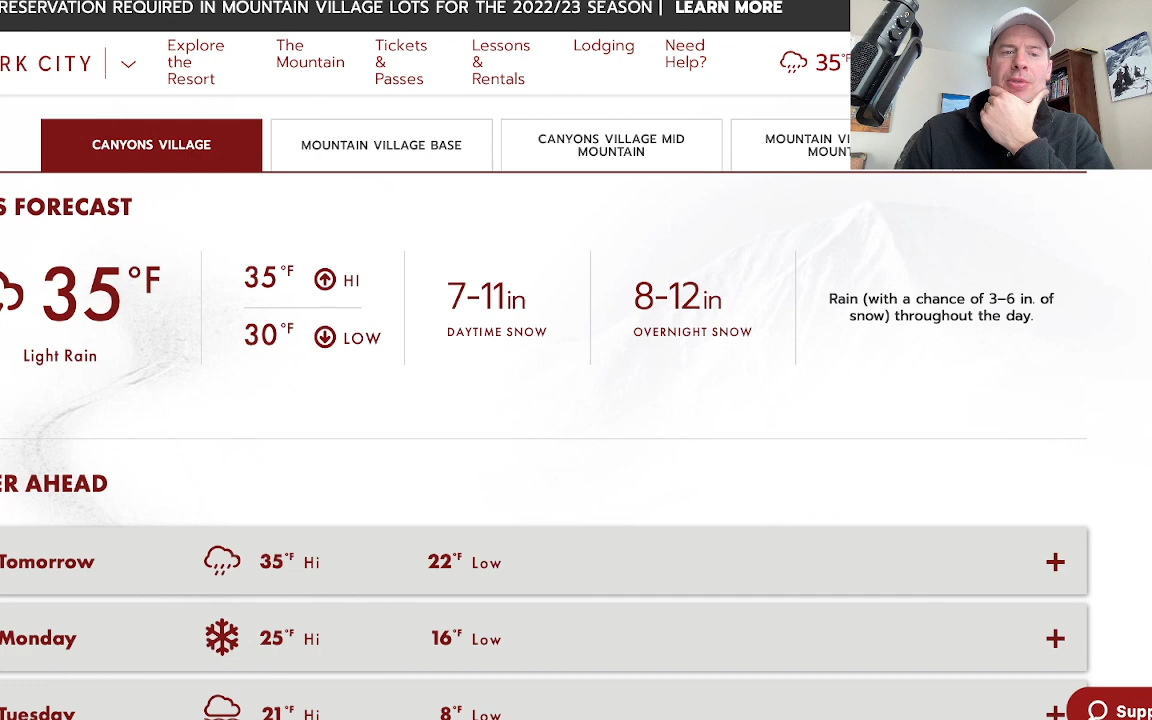 RESERVATION REQUIRED IN MOUNTAIN VILLAGE LOTS FOR THE 2022/23 SEASON | LEARN MORE
RK CITY
Explore the Resort
The Mountain
Tickets & Passes
Lessons & Rentals
Lodging
Need Help?
35°F
CANYONS VILLAGE
MOUNTAIN VILLAGE BASE
CANYONS VILLAGE MID MOUNTAIN
MOUNTAIN VI
MOUNT
S FORECAST
35°F
Light Rain
35°F HI
30°F LOW
7-11in
DAYTIME SNOW
8-12in
OVERNIGHT SNOW
Rain (with a chance of 3–6 in. of
snow) throughout the day.
ER AHEAD
Tomorrow 35°F Hi 22°F Low +
Monday 25°F Hi 16°F Low +
Tuesday 21°F Hi 8°F Low +
Supp